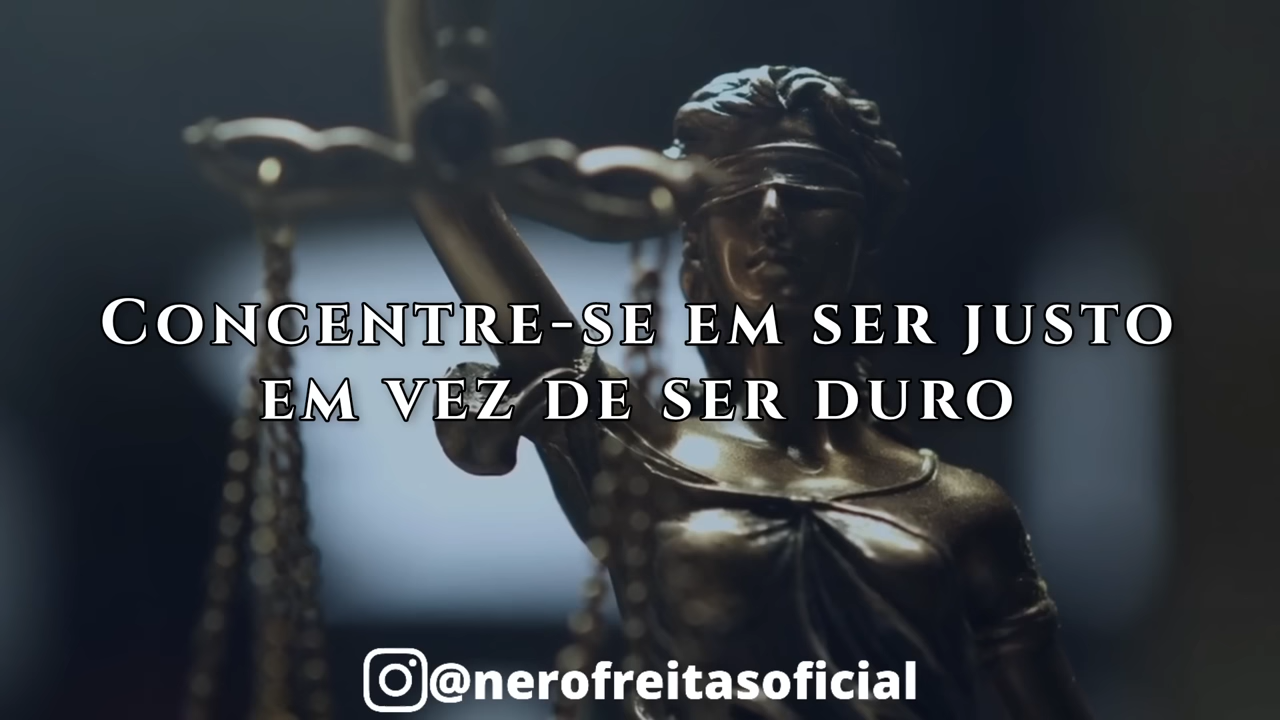 Concentre-se em ser justo
em vez de ser duro
@nerofreitasoficial